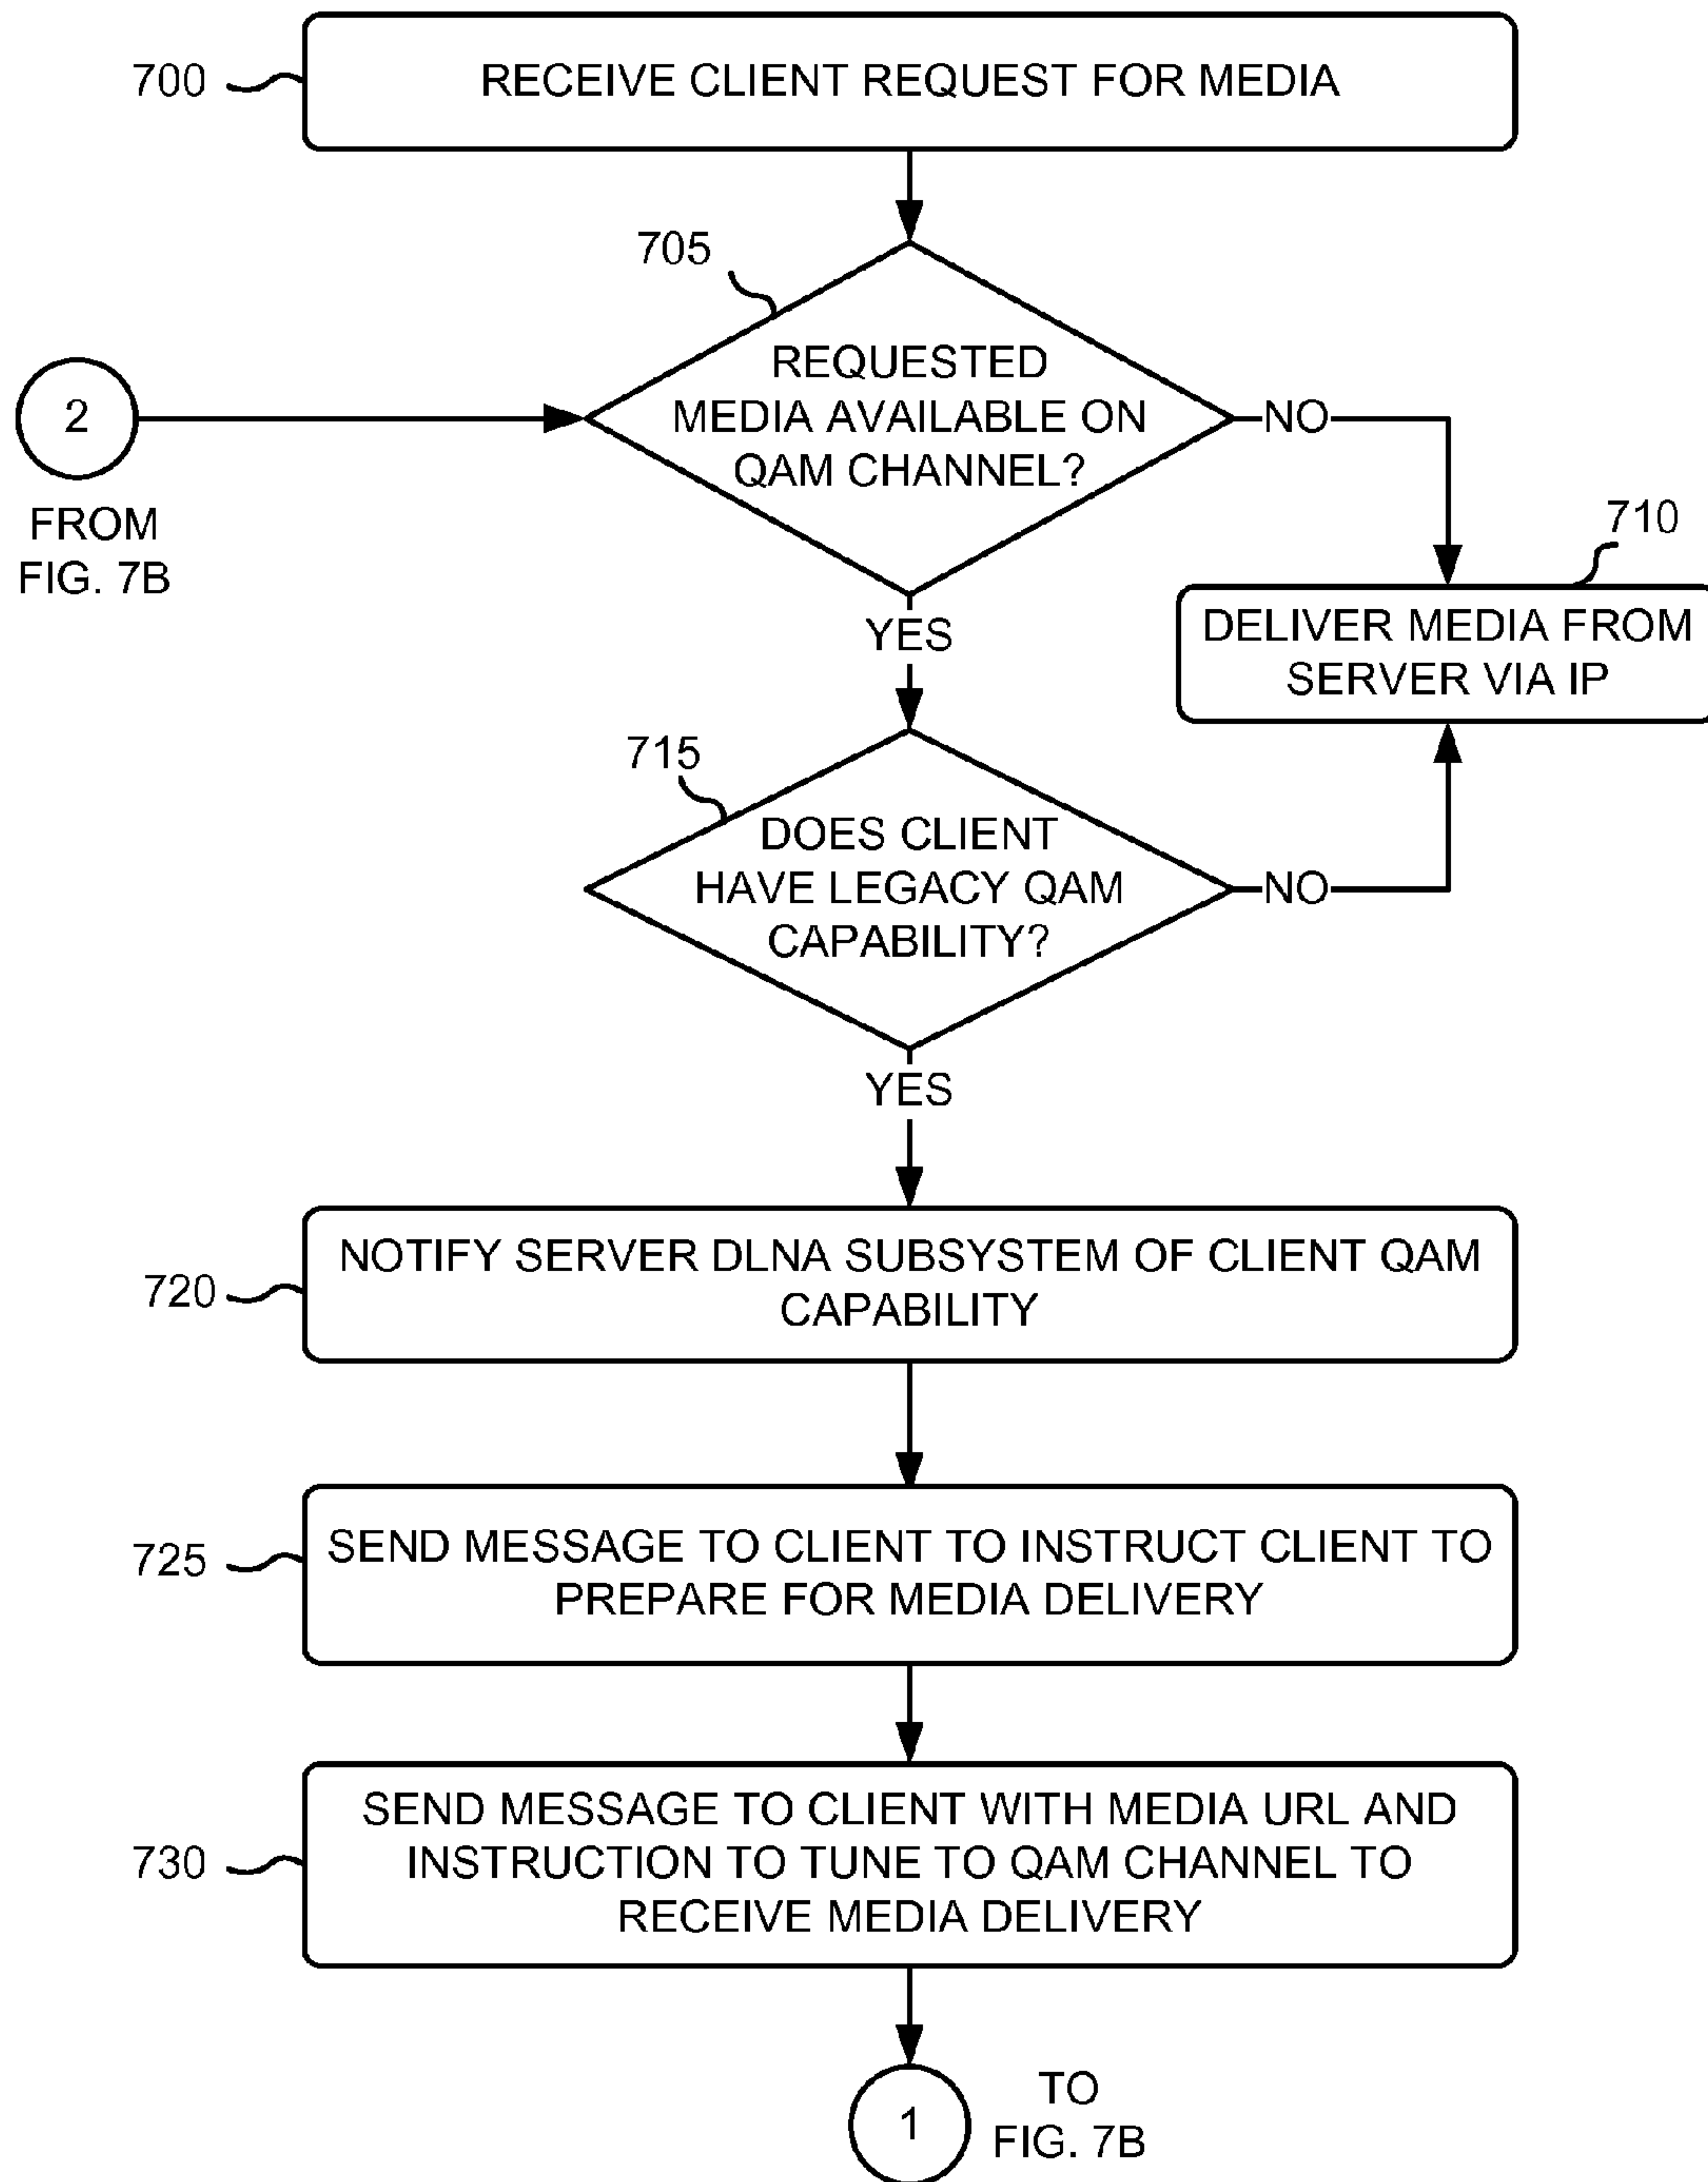 700
RECEIVE CLIENT REQUEST FOR MEDIA
705
REQUESTED
MEDIA AVAILABLE ON
QAM CHANNEL?
NO
2
FROM
FIG. 7B
710
DELIVER MEDIA FROM
SERVER VIA IP
YES
715
DOES CLIENT
HAVE LEGACY QAM
CAPABILITY?
NO
YES
720
NOTIFY SERVER DLNA SUBSYSTEM OF CLIENT QAM
CAPABILITY
725
SEND MESSAGE TO CLIENT TO INSTRUCT CLIENT TO
PREPARE FOR MEDIA DELIVERY
730
SEND MESSAGE TO CLIENT WITH MEDIA URL AND
INSTRUCTION TO TUNE TO QAM CHANNEL TO
RECEIVE MEDIA DELIVERY
1
TO
FIG. 7B